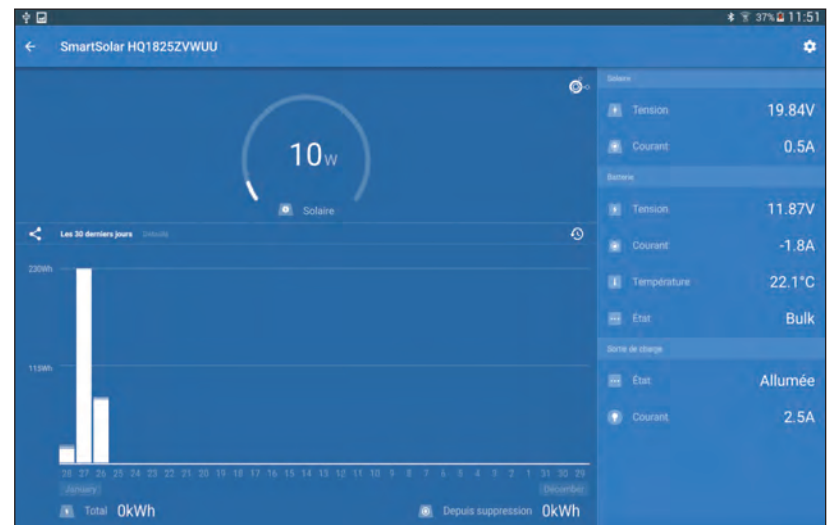 37% 11:51
SmartSolar HQ1825ZVWUU
10W
Solaire
Les 30 derniers jours Détails
230Wh
115Wh
28 27 26 25 24 23 22 21 20 19 18 17 16 15 14 13 12 11 10 9 8 7 6 5 4 3 2 1 31 30 29
January December
Total 0kWh Depuis suppression 0kWh
Solaire
Tension 19.84V
Courant 0.5A
Batterie
Tension 11.87V
Courant -1.8A
Température 22.1°C
État Bulk
Sortie de charge
État Allumée
Courant 2.5A